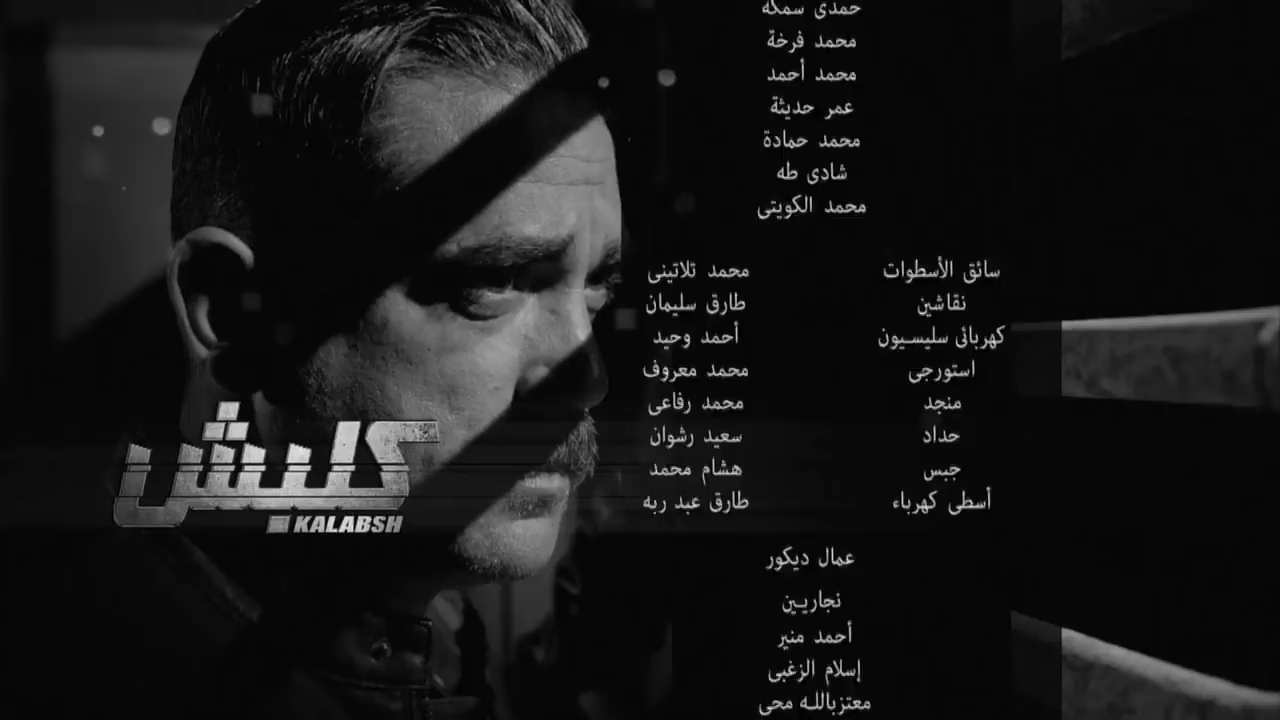 حمدى سمكة
محمد فرخة
محمد أحمد
عمر حديثة
محمد حمادة
شادى طه
محمد الكويتى
سائق الأسطوات محمد تلاتينى
نقاشين طارق سليمان
كهربائى سليسيون أحمد وحيد
استورجى محمد معروف
منجد محمد رفاعى
حداد سعيد رشوان
جبس هشام محمد
أسطى كهرباء طارق عبد ربه
كلبش
KALABSH
عمال ديكور
نجاريين
أحمد منير
إسلام الزغبى
معتزبالله محى